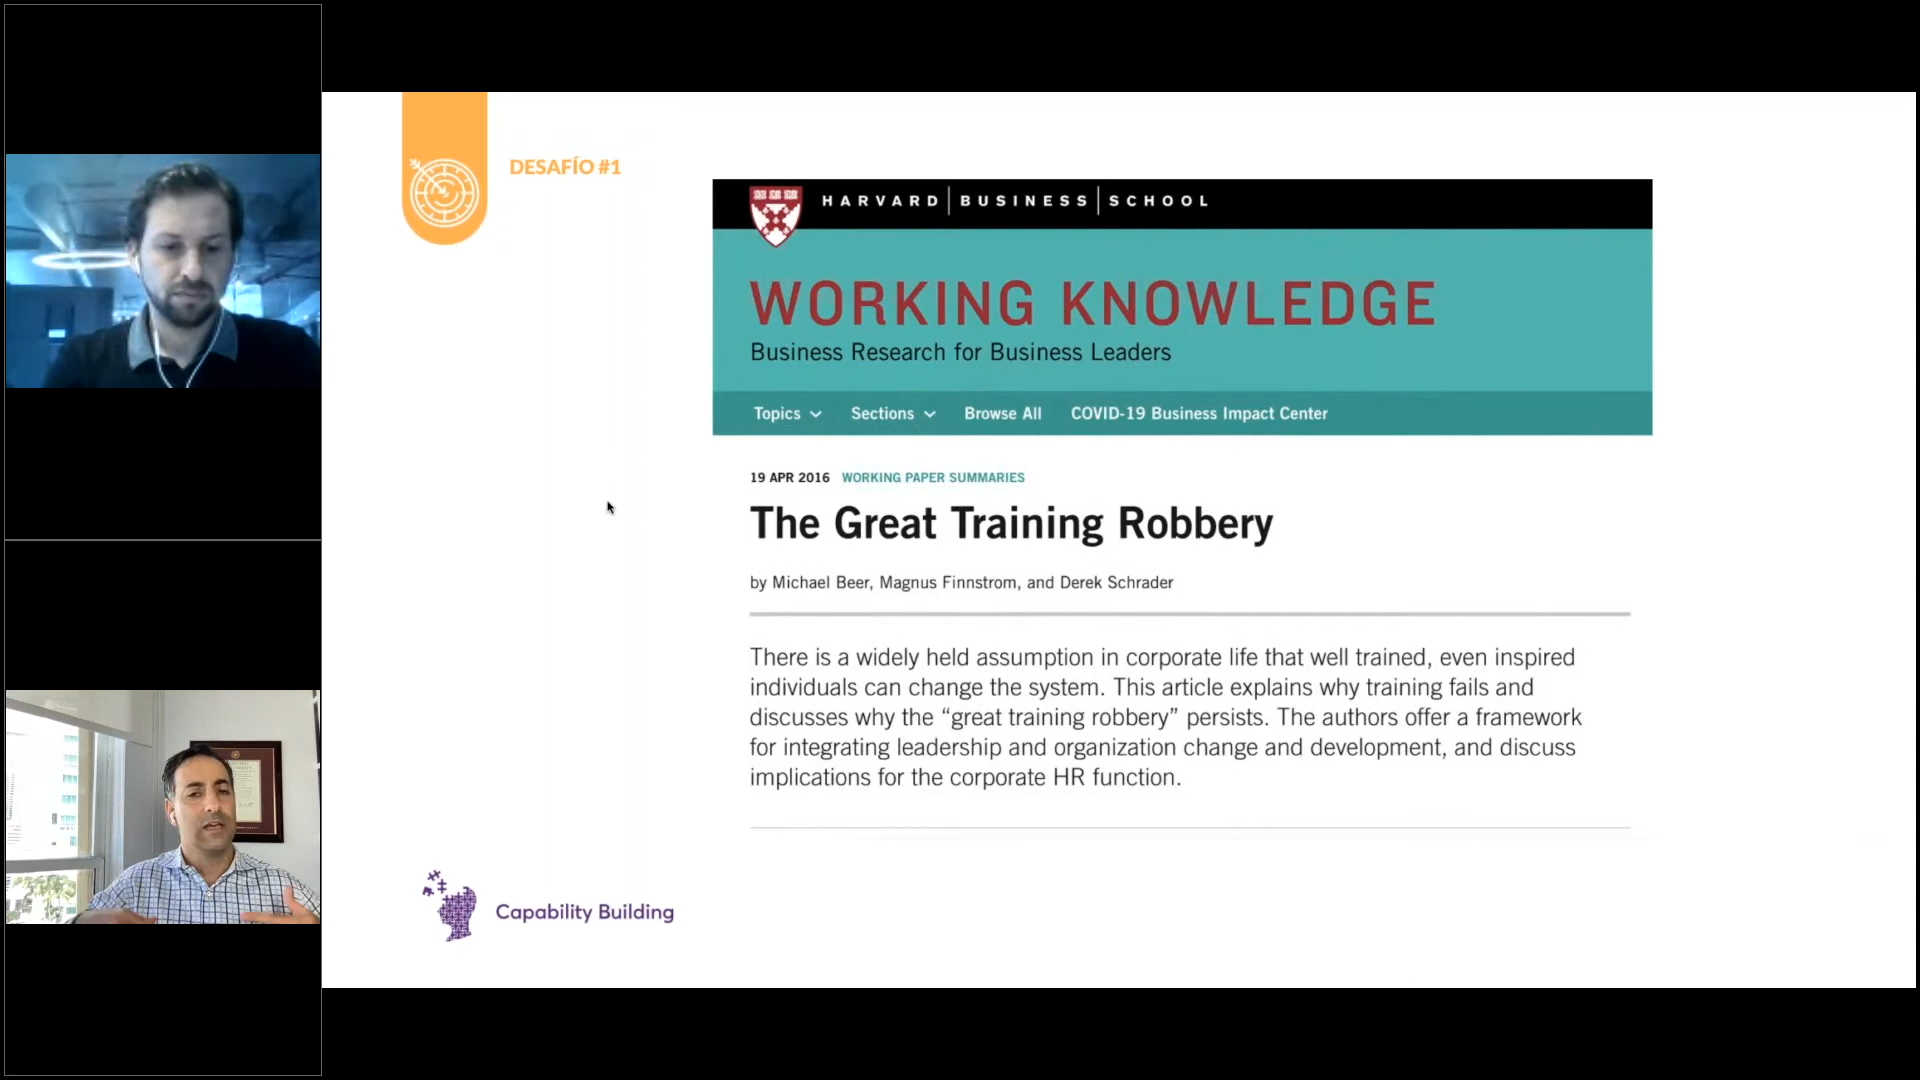 DESAFÍO #1
HARVARD BUSINESS SCHOOL
WORKING KNOWLEDGE
Business Research for Business Leaders
Topics Sections Browse All COVID-19 Business Impact Center
19 APR 2016 WORKING PAPER SUMMARIES
The Great Training Robbery
by Michael Beer, Magnus Finnstrom, and Derek Schrader
There is a widely held assumption in corporate life that well trained, even inspired
individuals can change the system. This article explains why training fails and
discusses why the “great training robbery” persists. The authors offer a framework
for integrating leadership and organization change and development, and discuss
implications for the corporate HR function.
Capability Building